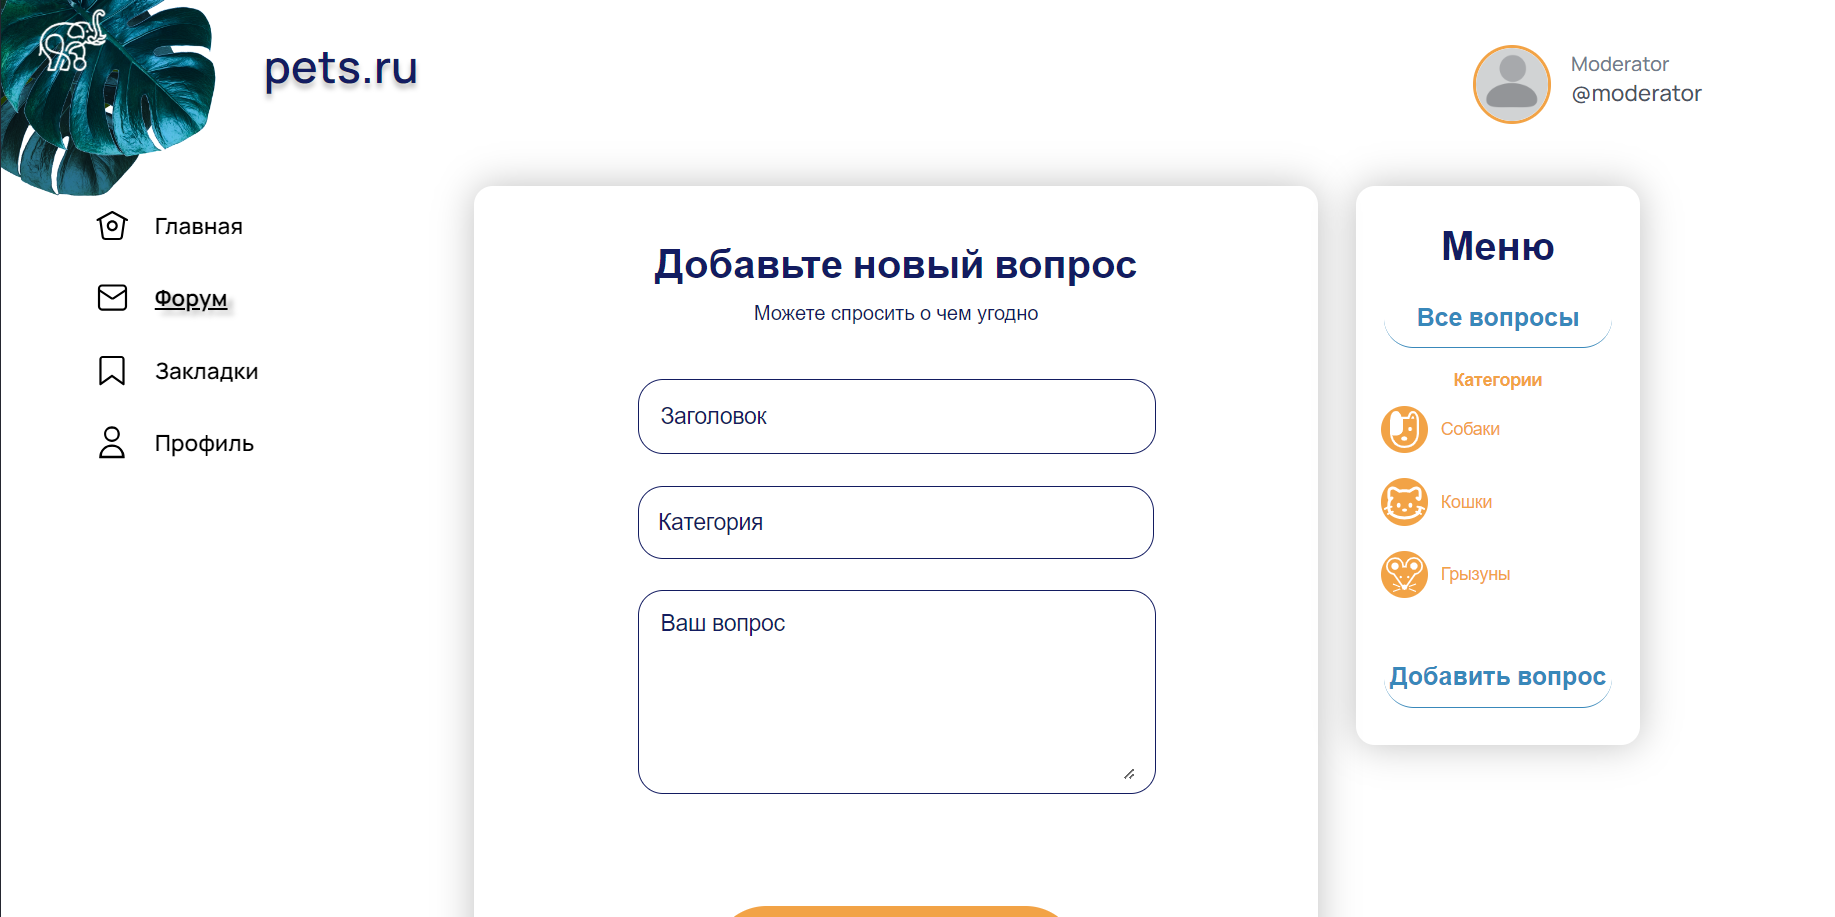 pets.ru
Moderator
@moderator
Главная
Форум
Закладки
Профиль
Добавьте новый вопрос
Можете спросить о чем угодно
Заголовок
Категория
Ваш вопрос
Меню
Все вопросы
Категории
Собаки
Кошки
Грызуны
Добавить вопрос